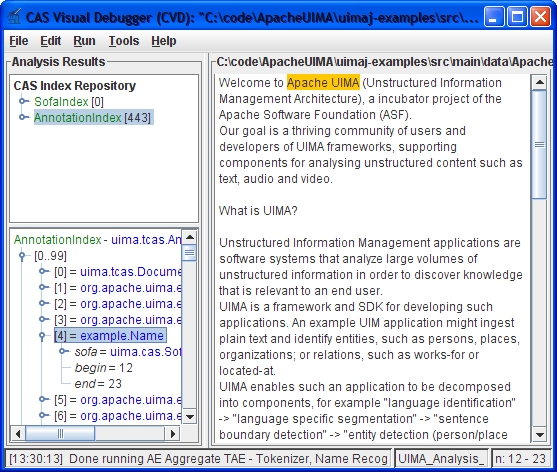 CAS Visual Debugger (CVD): "C:\code\ApacheUIMA\uimaj-examples\src\...
File Edit Run Tools Help
Analysis Results
CAS Index Repository
SofaIndex [0]
AnnotationIndex [443]
AnnotationIndex - uima.tcas.An
[0..99]
[0] = uima.tcas.Docume
[1] = org.apache.uima.e
[2] = org.apache.uima.e
[3] = org.apache.uima.e
[4] = example.Name
sofa = uima.cas.Sof
begin = 12
end = 23
[5] = org.apache.uima.e
[6] = org.apache.uima.e
C:\code\ApacheUIMA\uimaj-examples\src\main\data\Apache
Welcome to Apache UIMA (Unstructured Information
Management Architecture), a incubator project of the
Apache Software Foundation (ASF).
Our goal is a thriving community of users and
developers of UIMA frameworks, supporting
components for analysing unstructured content such as
text, audio and video.
What is UIMA?
Unstructured Information Management applications are
software systems that analyze large volumes of
unstructured information in order to discover knowledge
that is relevant to an end user.
UIMA is a framework and SDK for developing such
applications. An example UIM application might ingest
plain text and identify entities, such as persons, places,
organizations; or relations, such as works-for or
located-at.
UIMA enables such an application to be decomposed
into components, for example "language identification"
-> "language specific segmentation" -> "sentence
boundary detection" -> "entity detection (person/place
[13:30:13] Done running AE Aggregate TAE - Tokenizer, Name Recog
UIMA_Analysis_
n: 12 - 23